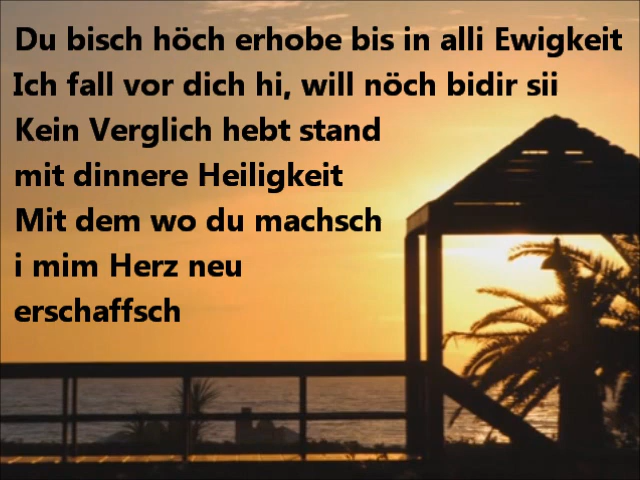 Du bisch höch erhobe bis in alli Ewigkeit
Ich fall vor dich hi, will nöch bidir sii
Kein Verglich hebt stand
mit dinnere Heiligkeit
Mit dem wo du machsch
i mim Herz neu
erschaffsch